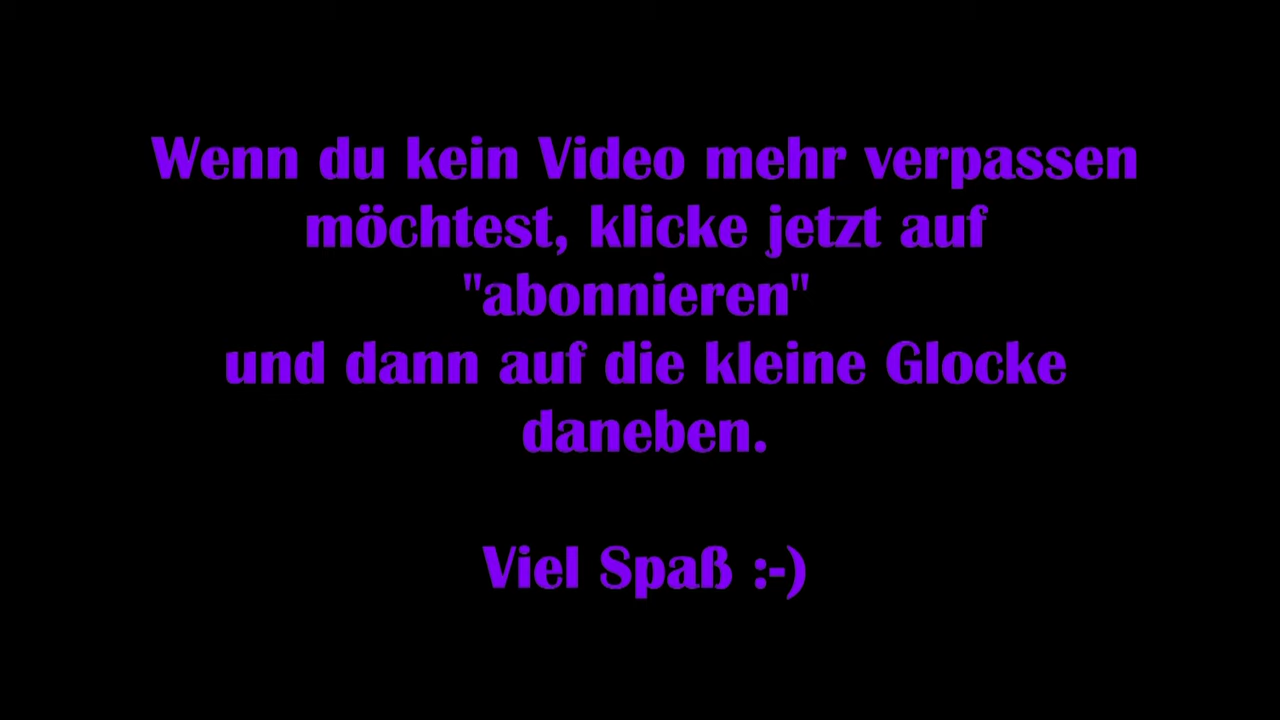 Wenn du kein Video mehr verpassen
möchtest, klicke jetzt auf
"abonnieren"
und dann auf die kleine Glocke
daneben.
Viel Spaß :-)